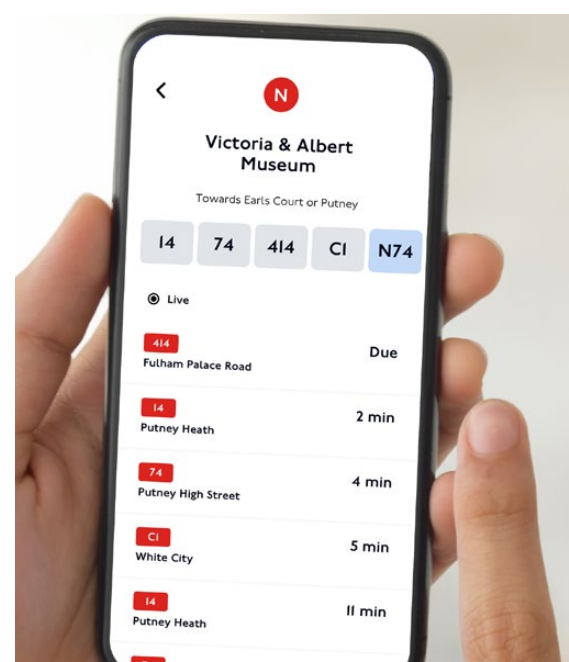 N
Victoria & Albert
Museum
Towards Earls Court or Putney
14 74 414 C1 N74
Live
414 Due
Fulham Palace Road
14 2 min
Putney Heath
74 4 min
Putney High Street
C1 5 min
White City
14 11 min
Putney Heath